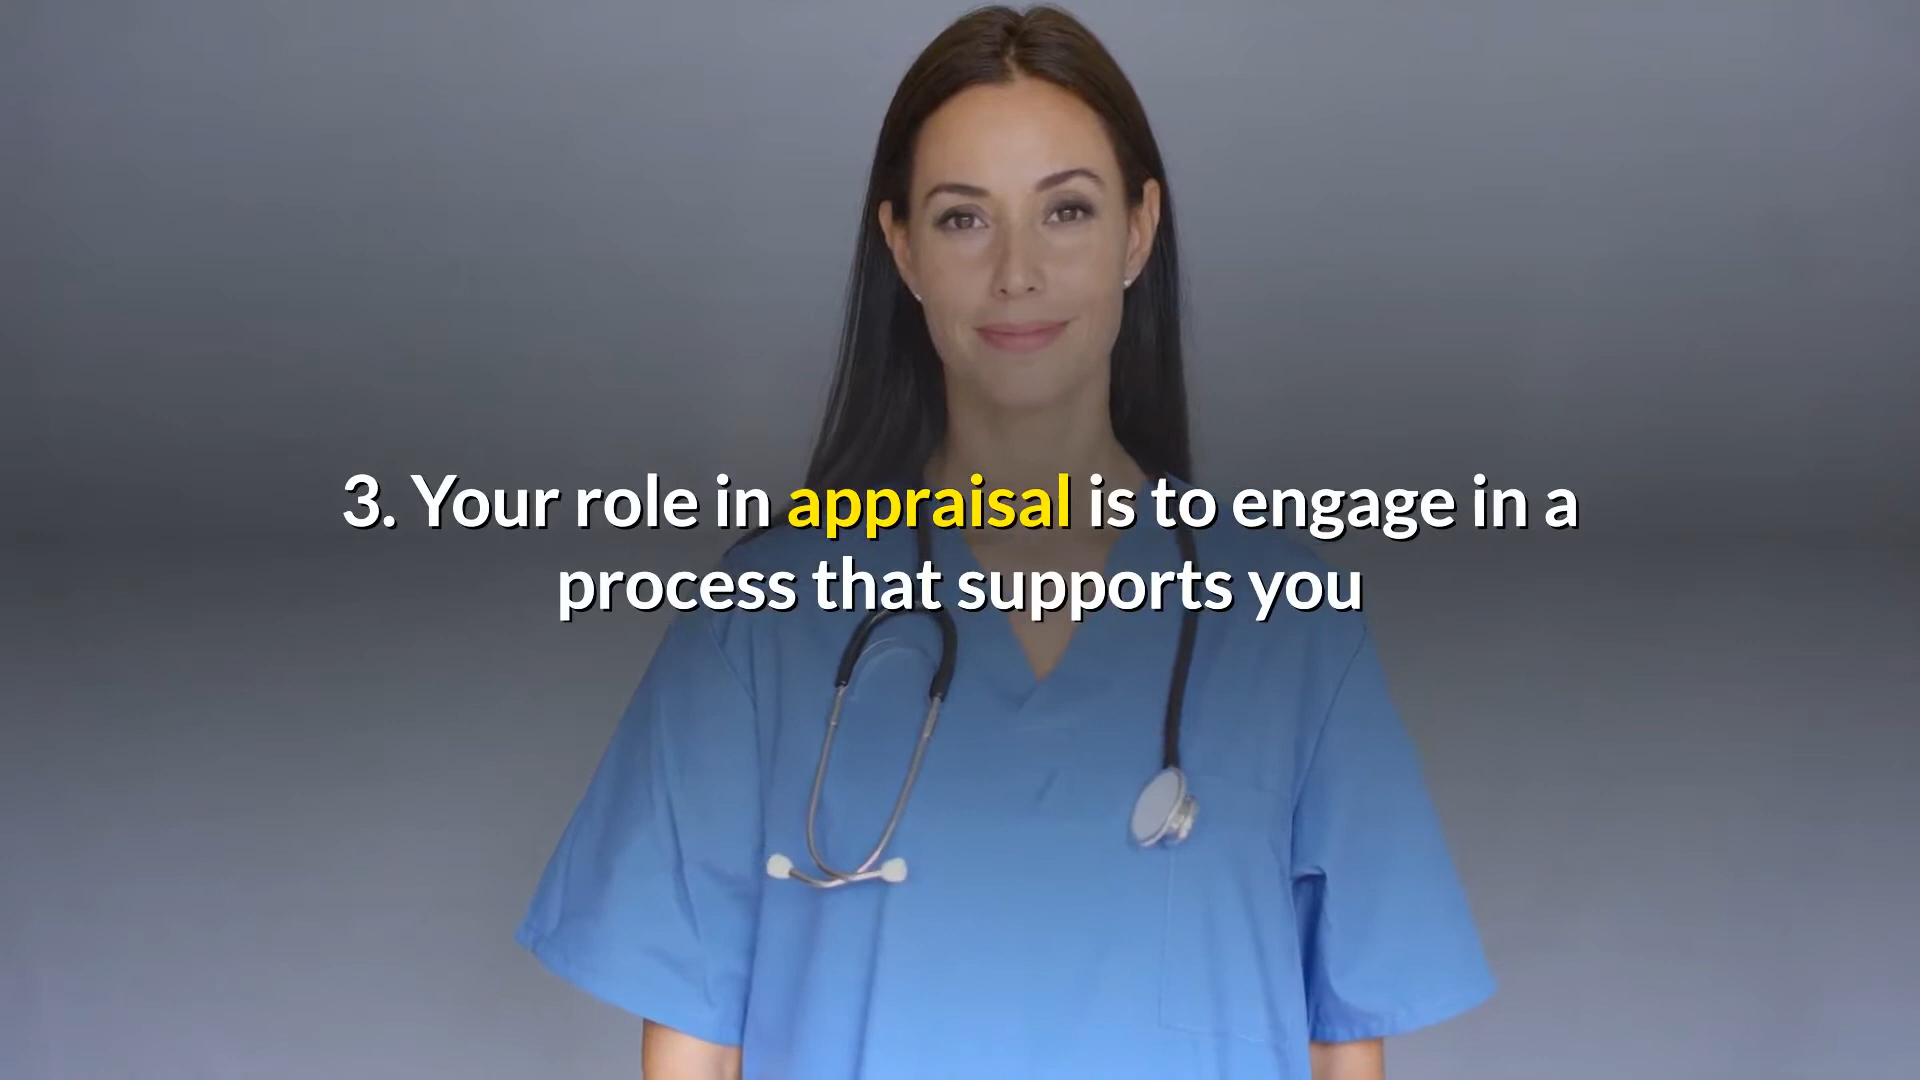 3. Your role in appraisal is to engage in a
process that supports you